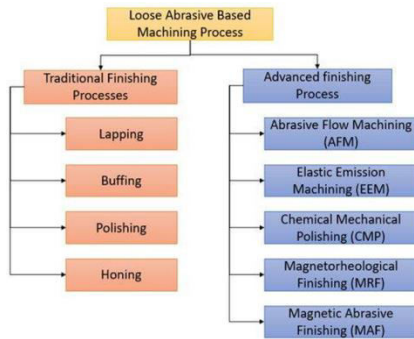 Loose Abrasive Based
Machining Process
Traditional Finishing
Processes
Lapping
Buffing
Polishing
Honing
Advanced finishing
Process
Abrasive Flow Machining
(AFM)
Elastic Emission
Machining (EEM)
Chemical Mechanical
Polishing (CMP)
Magnetorheological
Finishing (MRF)
Magnetic Abrasive
Finishing (MAF)